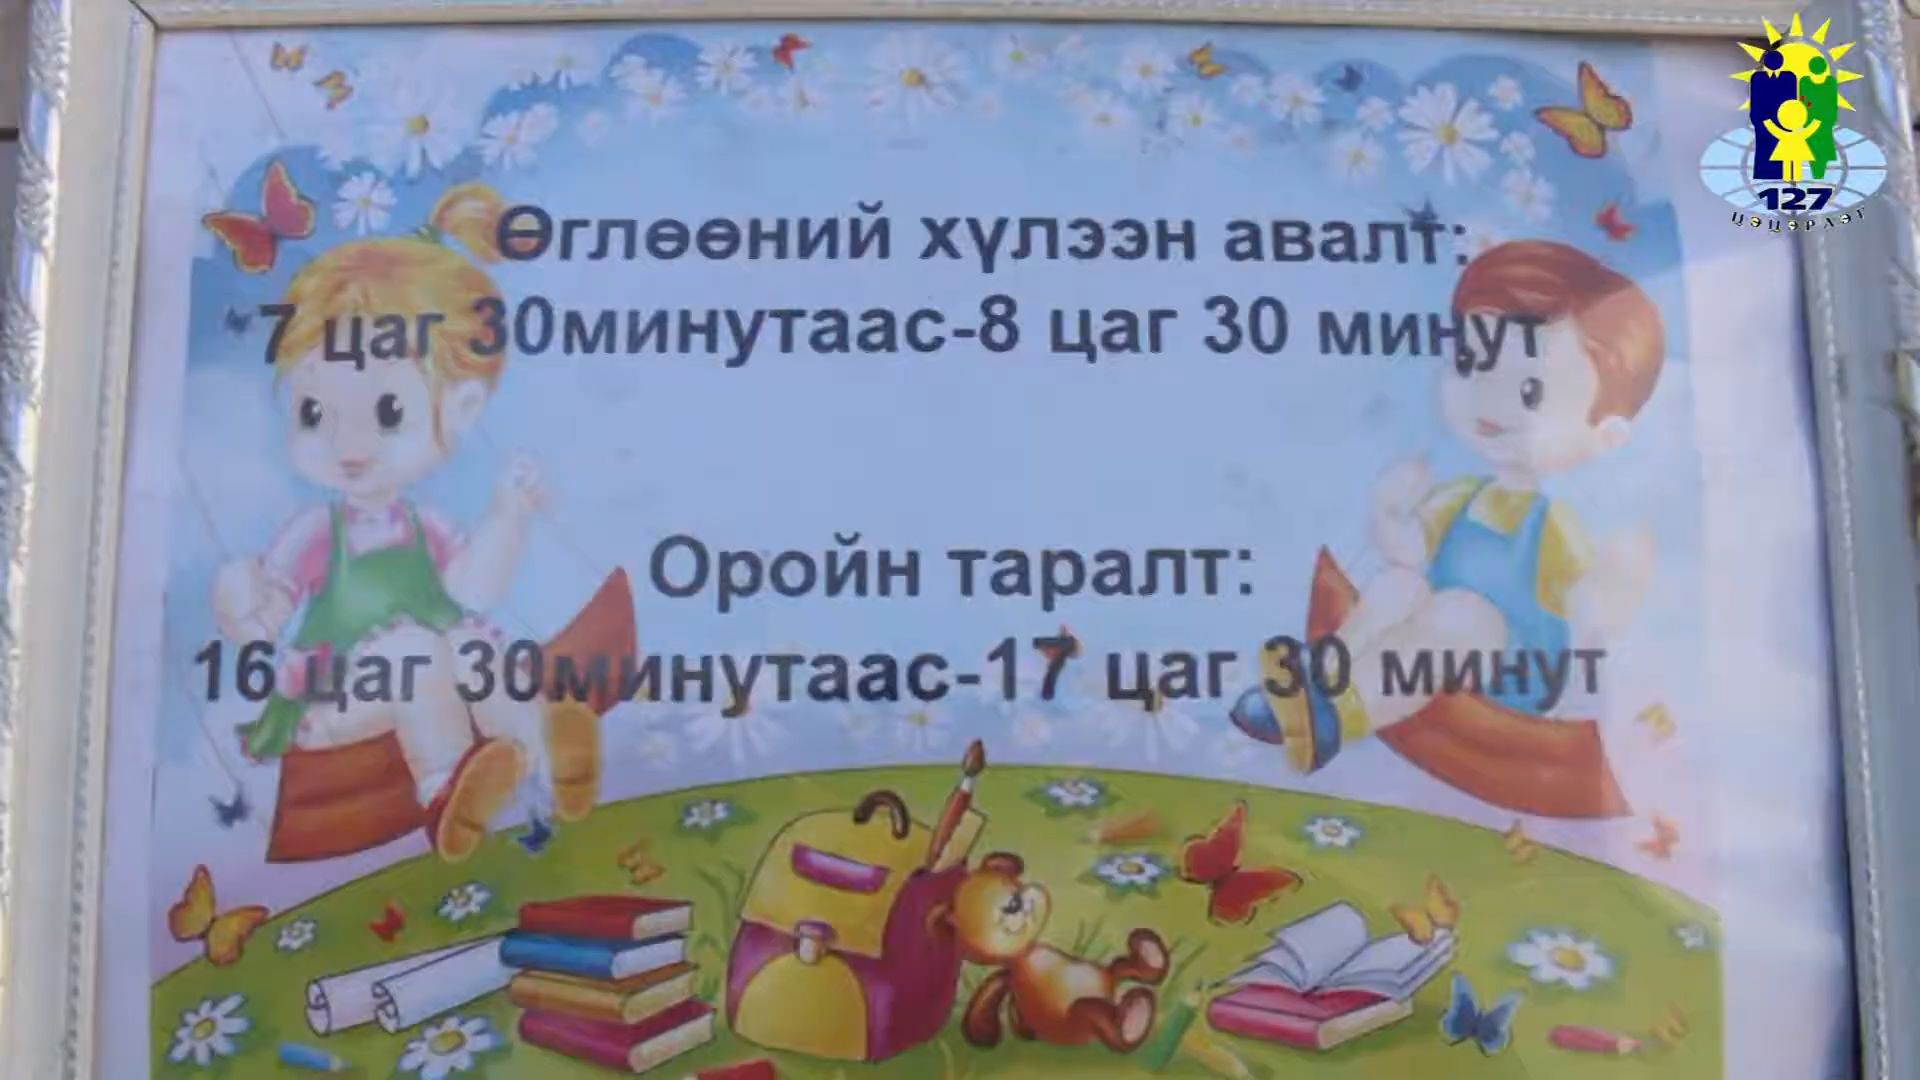 127
ЦЭЦЭРЛЭГ
Өглөөний хүлээн авалт:
7 цаг 30минутаас-8 цаг 30 минут
Оройн таралт:
16 цаг 30минутаас-17 цаг 30 минут